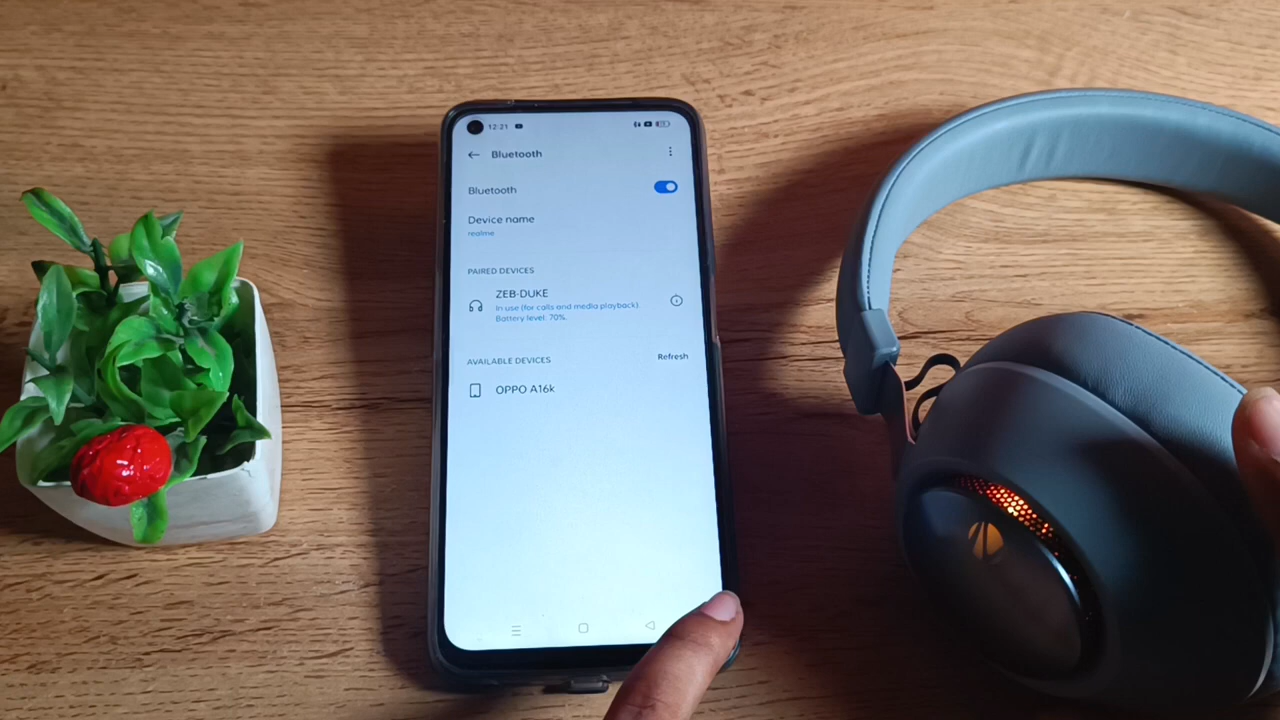 12:21
Bluetooth
Bluetooth
Device name
realme
PAIRED DEVICES
ZEB-DUKE
In use (for calls and media playback).
Battery level: 70%.
AVAILABLE DEVICES Refresh
OPPO A16k